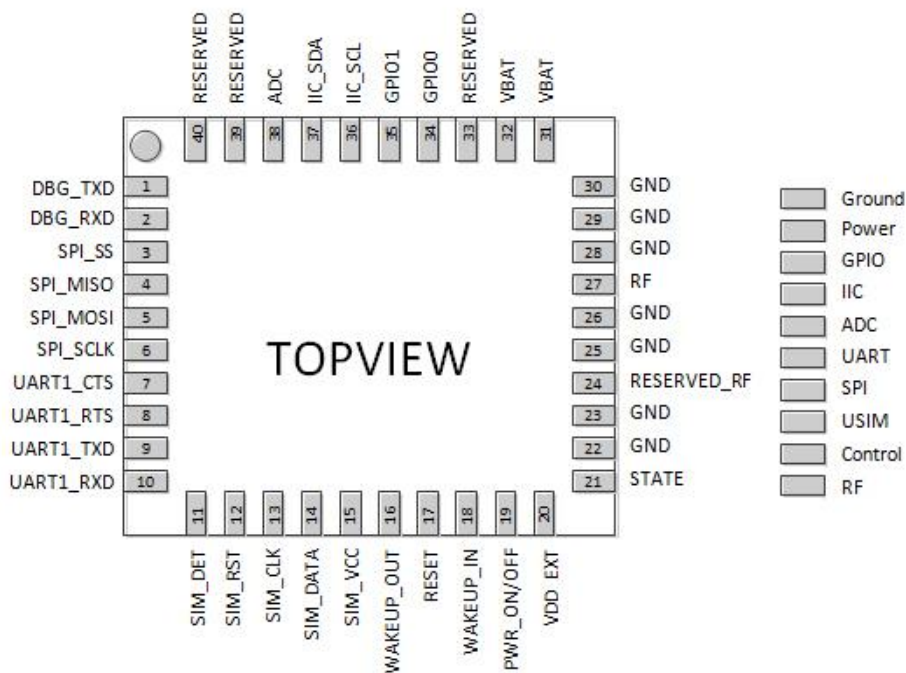 RESERVED
RESERVED
ADC
IIC_SDA
IIC_SCL
GPIO1
GPIO0
RESERVED
VBAT
VBAT
40
39
38
37
36
35
34
33
32
31
DBG_TXD 1
DBG_RXD 2
SPI_SS 3
SPI_MISO 4
SPI_MOSI 5
SPI_SCLK 6
UART1_CTS 7
UART1_RTS 8
UART1_TXD 9
UART1_RXD 10
TOPVIEW
30 GND
29 GND
28 GND
27 RF
26 GND
25 GND
24 RESERVED_RF
23 GND
22 GND
21 STATE
11
12
13
14
15
16
17
18
19
20
SIM_DET
SIM_RST
SIM_CLK
SIM_DATA
SIM_VCC
WAKEUP_OUT
RESET
WAKEUP_IN
PWR_ON/OFF
VDD_EXT
Ground
Power
GPIO
IIC
ADC
UART
SPI
USIM
Control
RF